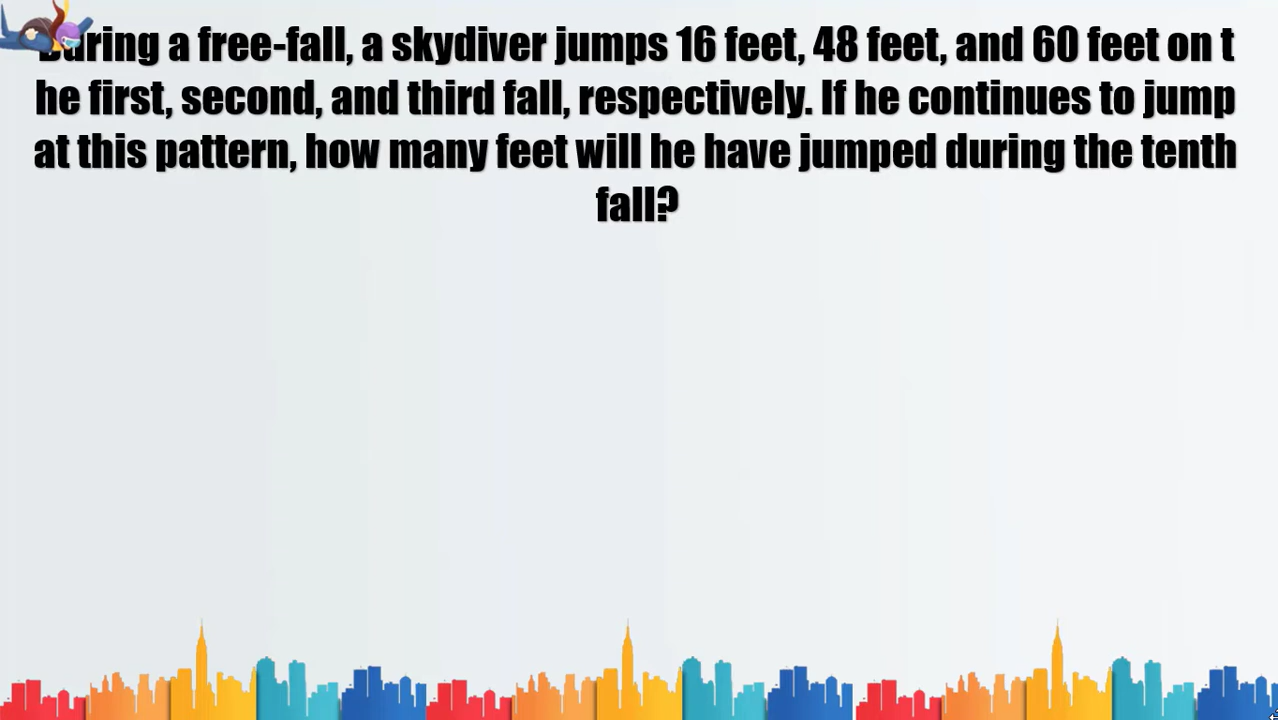 During a free-fall, a skydiver jumps 16 feet, 48 feet, and 60 feet on t
he first, second, and third fall, respectively. If he continues to jump
at this pattern, how many feet will he have jumped during the tenth
fall?